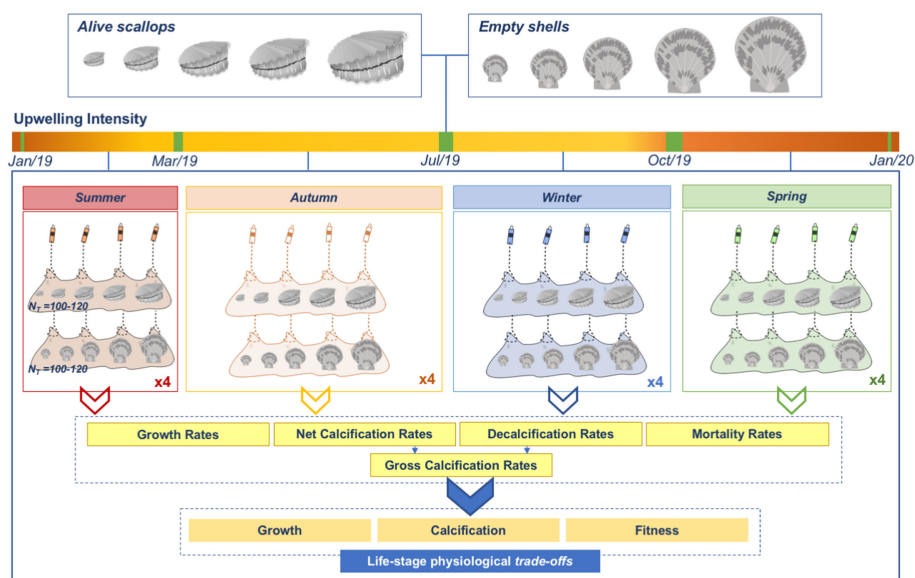 Alive scallops
Empty shells
Upwelling Intensity
Jan/19
Mar/19
Jul/19
Oct/19
Jan/20
Summer
Autumn
Winter
Spring
NT =100-120
NT =100-120
x4
x4
x4
x4
Growth Rates
Net Calcification Rates
Decalcification Rates
Mortality Rates
Gross Calcification Rates
Growth
Calcification
Fitness
Life-stage physiological trade-offs